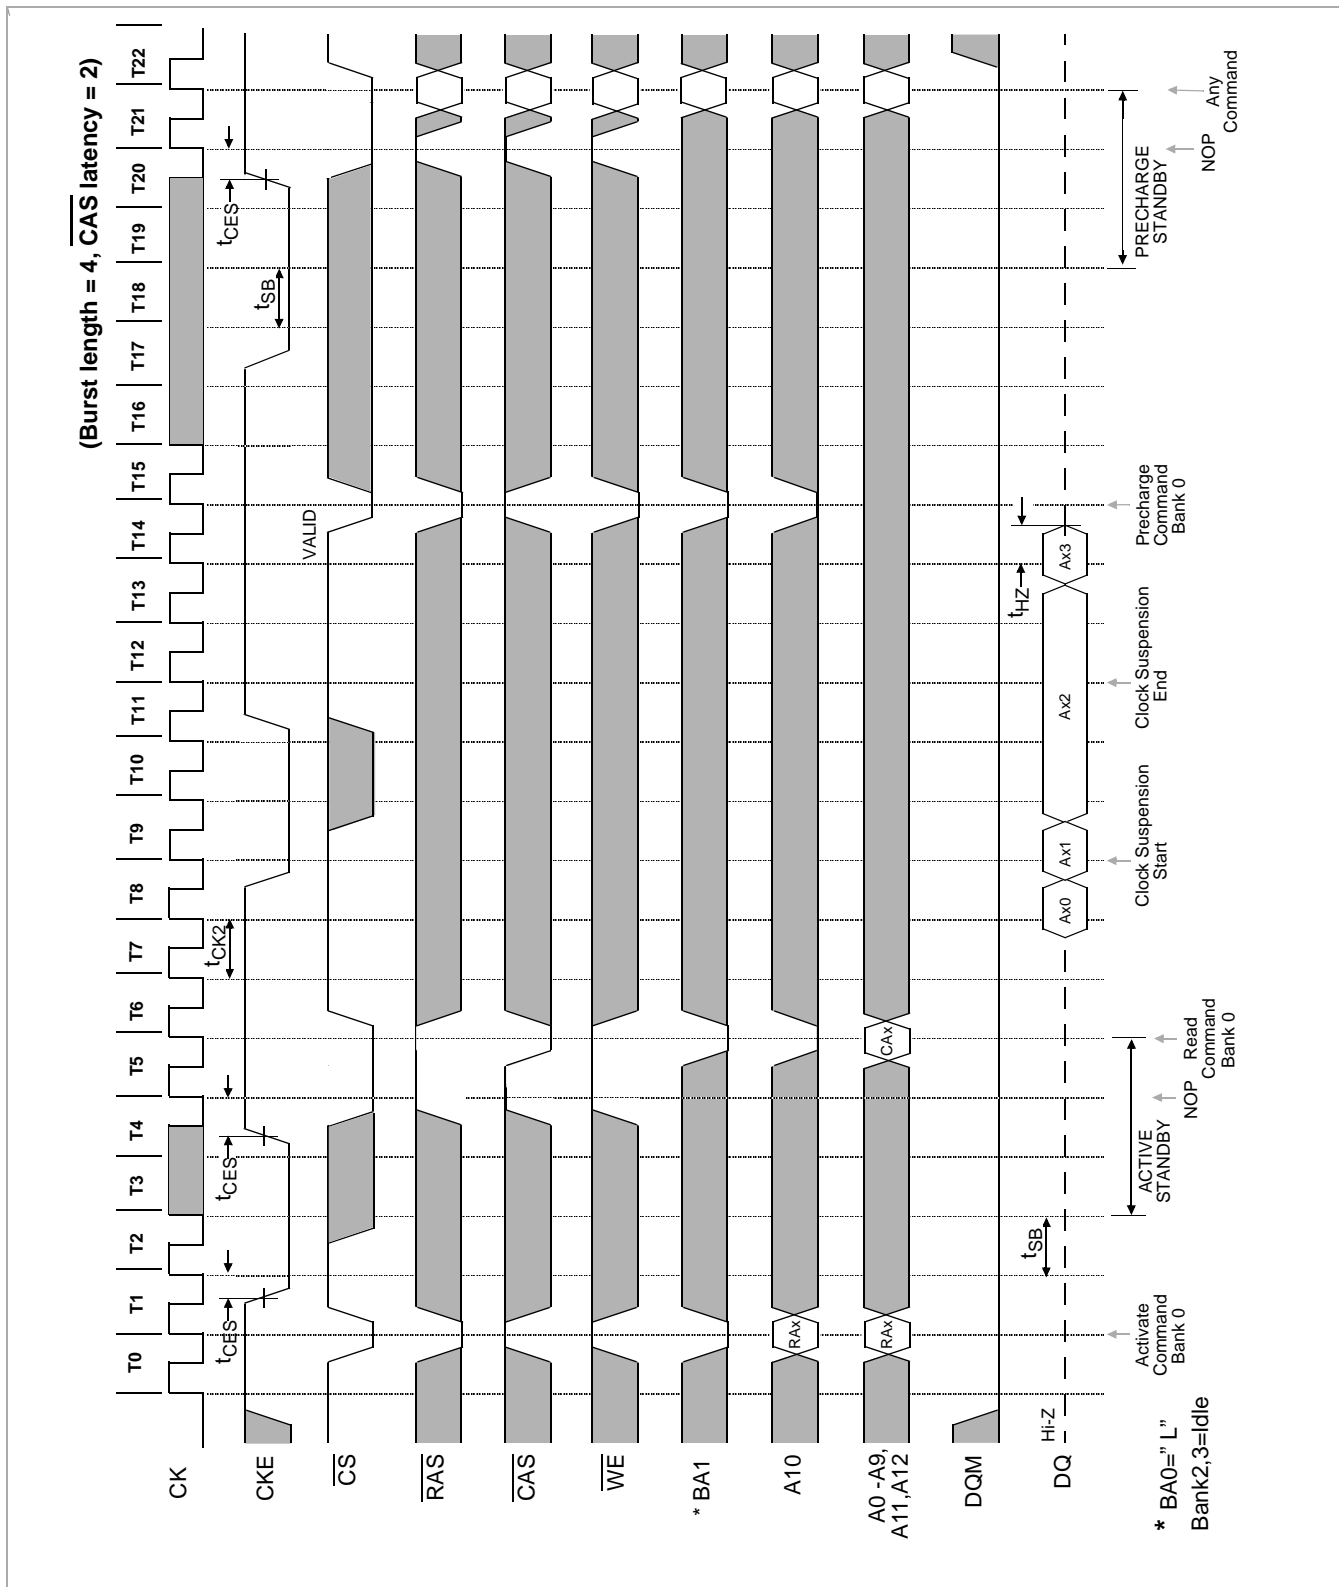 (Burst length = 4, CAS latency = 2)
T0 T1 T2 T3 T4 T5 T6 T7 T8 T9 T10 T11 T12 T13 T14 T15 T16 T17 T18 T19 T20 T21 T22
CK
tCES
tCES
tCK2
tSB
tCES
CKE
CS
VALID
RAS
CAS
WE
* BA1
A10
RAx
A0 -A9,
A11,A12
RAx
CAx
DQM
DQ
Hi-Z
tSB
Ax0
Ax1
Ax2
Ax3
tHZ
ACTIVE
STANDBY
PRECHARGE
STANDBY
Activate
Command
Bank 0
NOP
Read
Command
Bank 0
Clock Suspension
Start
Clock Suspension
End
Precharge
Command
Bank 0
NOP
Any
Command
* BA0=” L”
Bank2,3=Idle